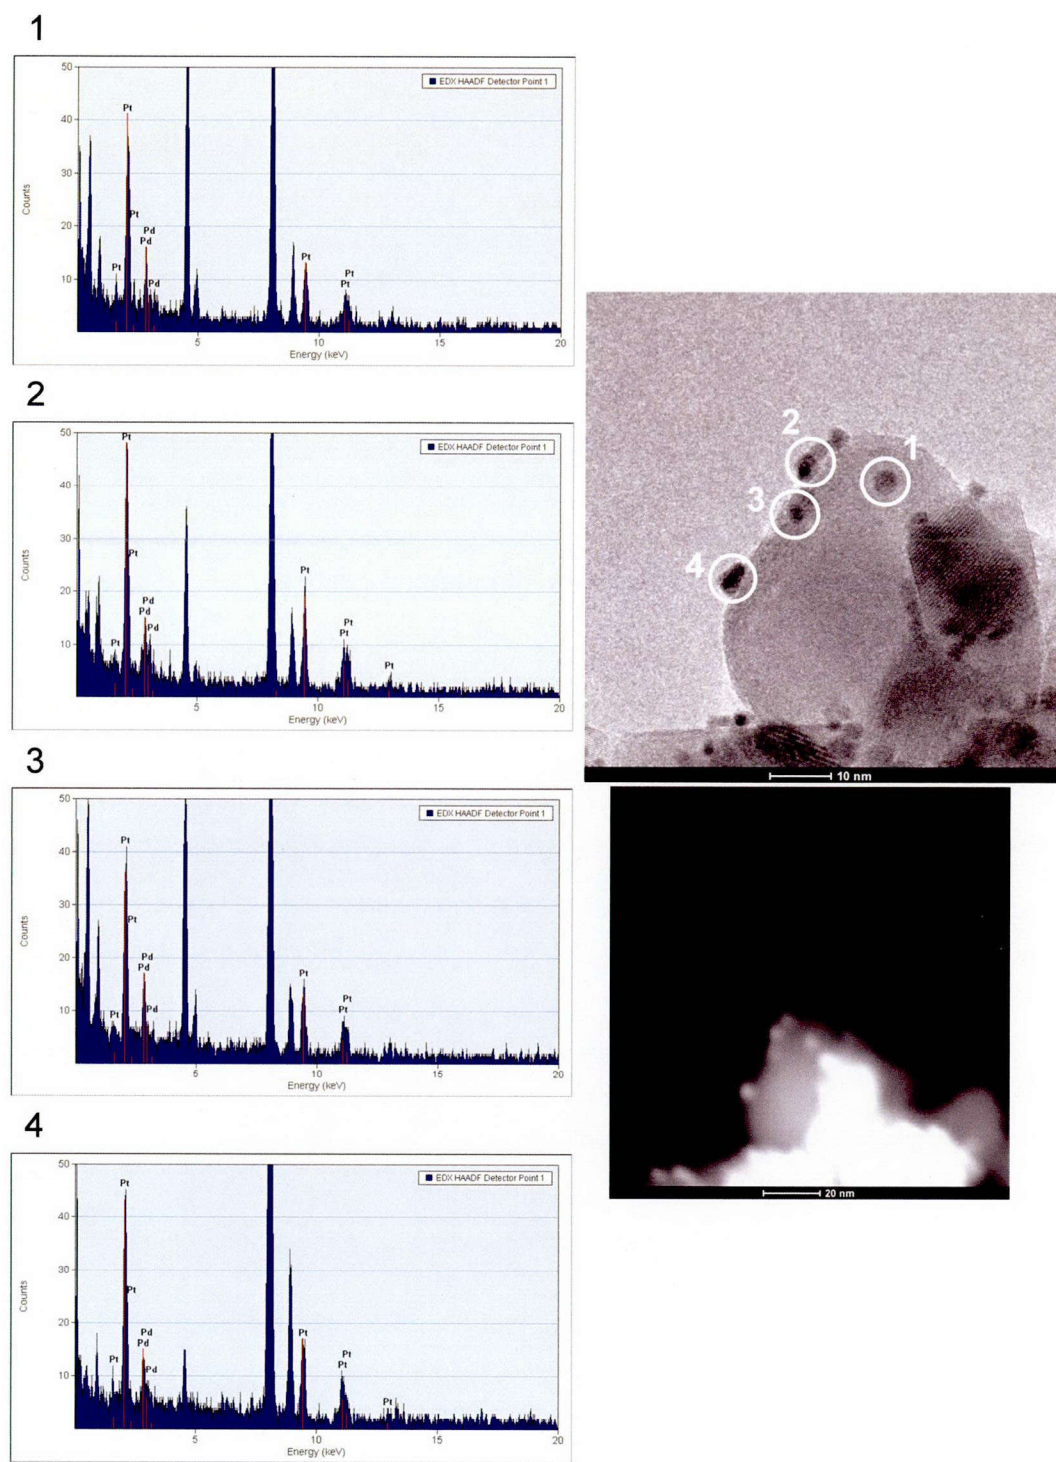 1
50
40
30
20
10
Counts
EDX HAADF Detector Point 1
Pt
Pt
Pd
Pd
Pt
Pd
Pt
Pt
Pt
5
10
15
20
Energy (keV)
2
50
40
30
20
10
Counts
EDX HAADF Detector Point 1
Pt
Pt
Pd
Pd
Pd
Pt
Pt
Pt
Pt
Pt
5
10
15
20
Energy (keV)
3
50
40
30
20
10
Counts
EDX HAADF Detector Point 1
Pt
Pt
Pd
Pd
Pd
Pt
Pt
Pt
Pt
5
10
15
20
Energy (keV)
4
50
40
30
20
10
Counts
EDX HAADF Detector Point 1
Pt
Pt
Pd
Pd
Pd
Pt
Pt
Pt
Pt
Pt
5
10
15
20
Energy (keV)
2
1
3
4
10 nm
20 nm